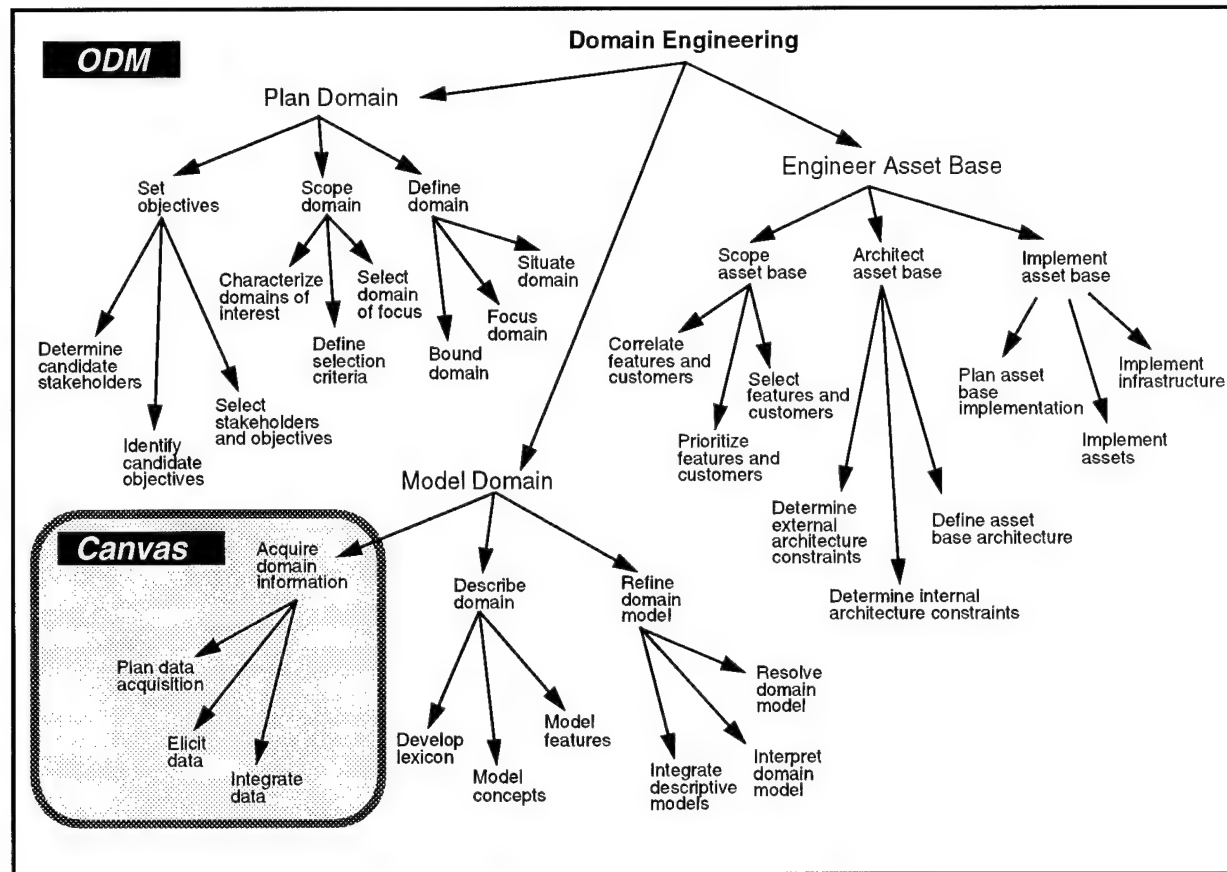 Domain Engineering
ODM
Plan Domain
Engineer Asset Base
Set
objectives
Scope
domain
Define
domain
Situate
domain
Characterize
domains of
interest
Select
domain
of focus
Focus
domain
Define
selection
criteria
Bound
domain
Determine
candidate
stakeholders
Select
stakeholders
and objectives
Identify
candidate
objectives
Scope
asset base
Architect
asset base
Implement
asset base
Correlate
features and
customers
Select
features and
customers
Prioritize
features and
customers
Plan asset
base
implementation
Implement
infrastructure
Implement
assets
Determine
external
architecture
constraints
Define asset
base architecture
Determine internal
architecture constraints
Model Domain
Canvas
Acquire
domain
information
Describe
domain
Refine
domain
model
Plan data
acquisition
Elicit
data
Integrate
data
Develop
lexicon
Model
concepts
Model
features
Resolve
domain
model
Interpret
domain
model
Integrate
descriptive
models